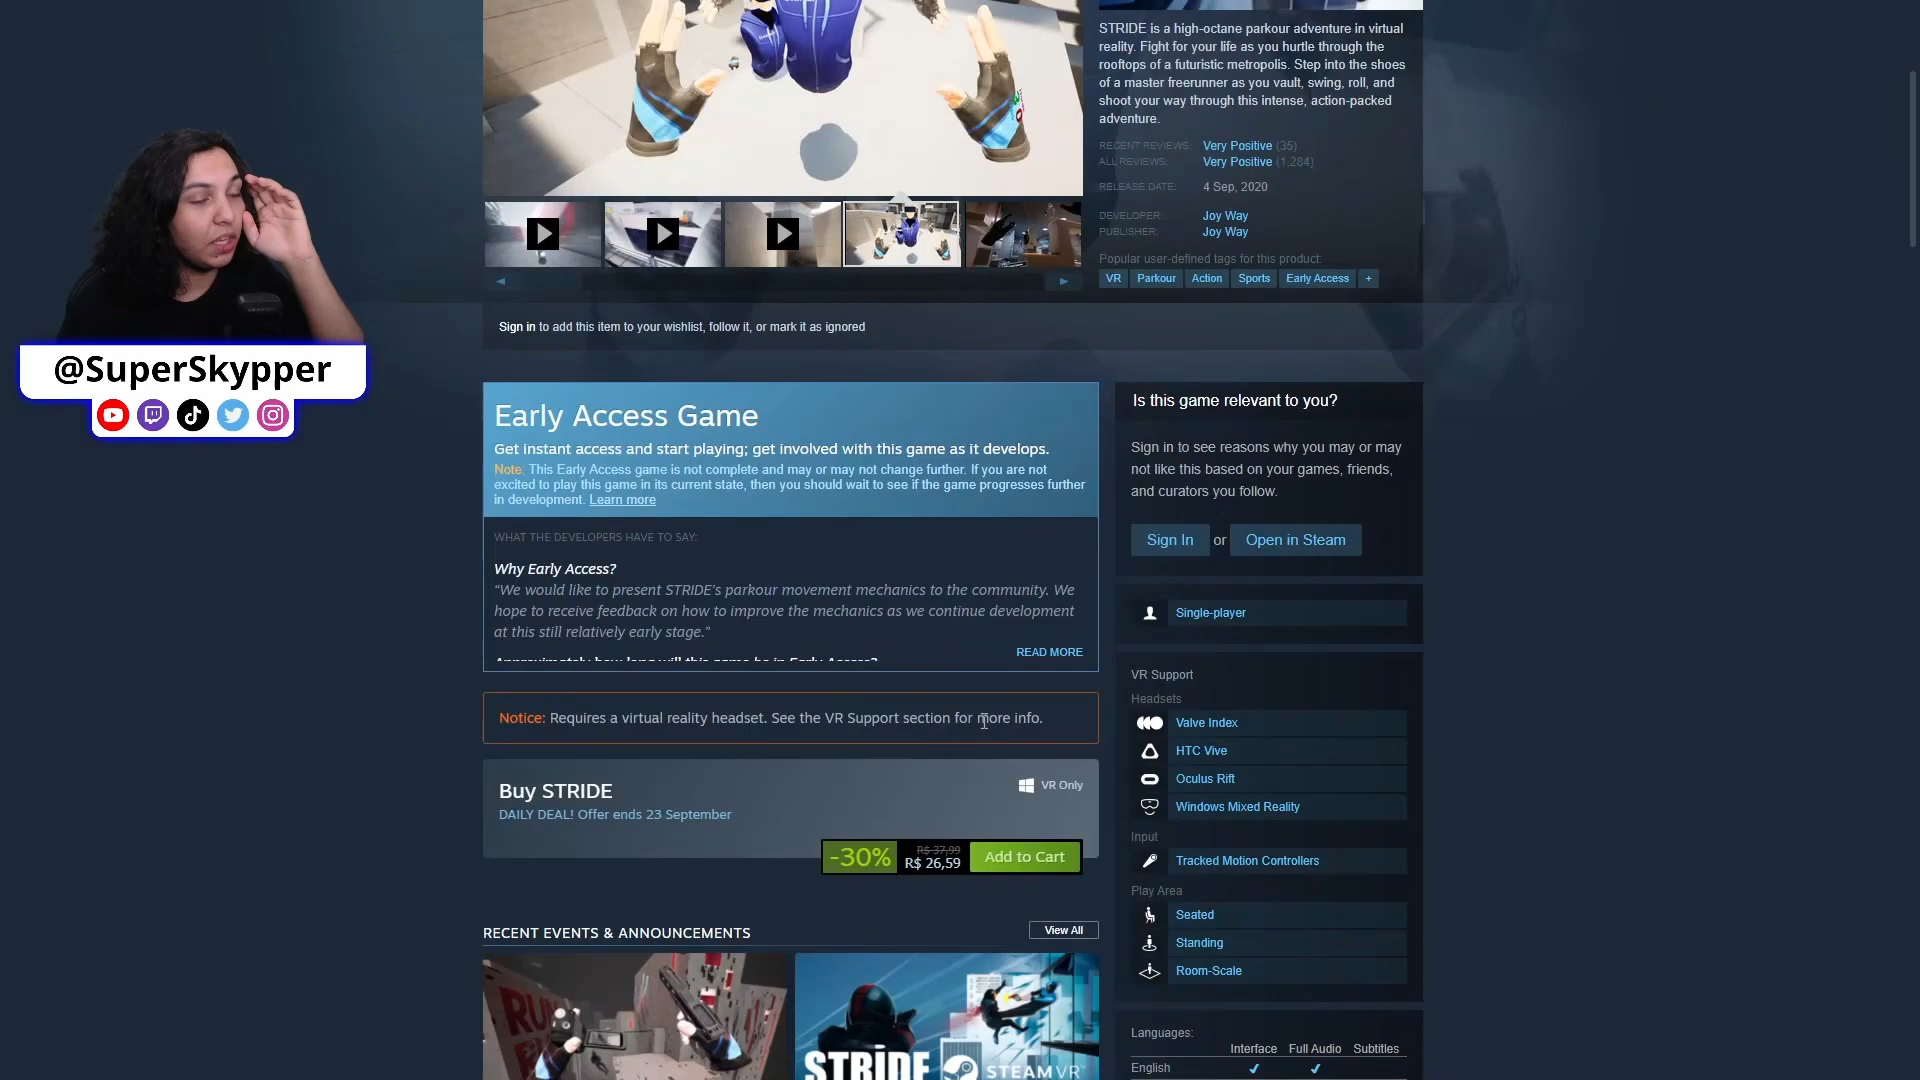 STRIDE is a high-octane parkour adventure in virtual
reality. Fight for your life as you hurtle through the
rooftops of a futuristic metropolis. Step into the shoes
of a master freerunner as you vault, swing, roll, and
shoot your way through this intense, action-packed
adventure.
RECENT REVIEWS: Very Positive (35)
ALL REVIEWS: Very Positive (1,284)
RELEASE DATE: 4 Sep, 2020
DEVELOPER: Joy Way
PUBLISHER: Joy Way
Popular user-defined tags for this product:
VR Parkour Action Sports Early Access +
Sign in to add this item to your wishlist, follow it, or mark it as ignored
@SuperSkypper
Early Access Game
Get instant access and start playing; get involved with this game as it develops.
Note: This Early Access game is not complete and may or may not change further. If you are not
excited to play this game in its current state, then you should wait to see if the game progresses further
in development. Learn more
WHAT THE DEVELOPERS HAVE TO SAY:
Why Early Access?
“We would like to present STRIDE's parkour movement mechanics to the community. We
hope to receive feedback on how to improve the mechanics as we continue development
at this still relatively early stage.”
Approximately how long will this game be in Early Access?
READ MORE
Notice: Requires a virtual reality headset. See the VR Support section for more info.
Buy STRIDE
VR Only
DAILY DEAL! Offer ends 23 September
-30% R$ 37,99 R$ 26,59 Add to Cart
RECENT EVENTS & ANNOUNCEMENTS
View All
RUN
STRIDE STEAMVR
Is this game relevant to you?
Sign in to see reasons why you may or may
not like this based on your games, friends,
and curators you follow.
Sign In or Open in Steam
Single-player
VR Support
Headsets
Valve Index
HTC Vive
Oculus Rift
Windows Mixed Reality
Input
Tracked Motion Controllers
Play Area
Seated
Standing
Room-Scale
Languages:
Interface Full Audio Subtitles
English ✔ ✔